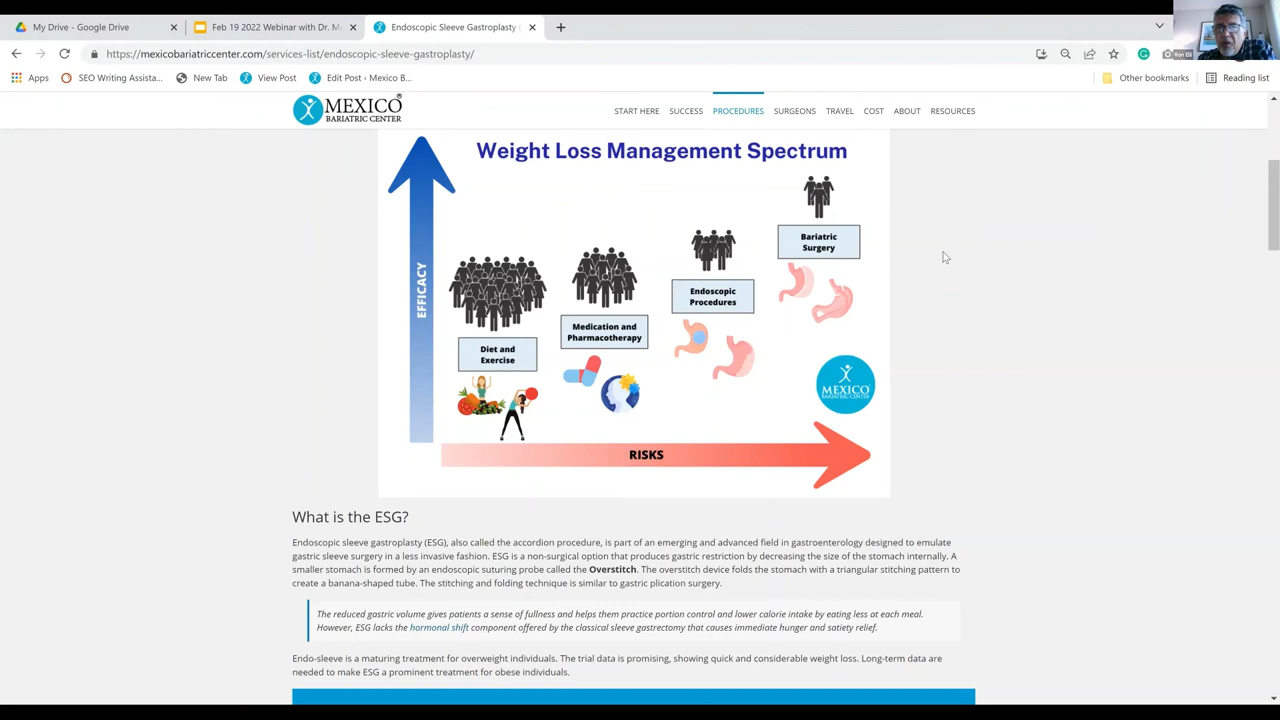 My Drive - Google Drive
Feb 19 2022 Webinar with Dr. M
Endoscopic Sleeve Gastroplasty (
https://mexicobariatriccenter.com/services-list/endoscopic-sleeve-gastroplasty/
Ron Eli
Apps
SEO Writing Assista...
New Tab
View Post
Edit Post ‹ Mexico B...
Other bookmarks
Reading list
MEXICO®
BARIATRIC CENTER
START HERE
SUCCESS
PROCEDURES
SURGEONS
TRAVEL
COST
ABOUT
RESOURCES
Weight Loss Management Spectrum
EFFICACY
Bariatric
Surgery
Endoscopic
Procedures
Medication and
Pharmacotherapy
Diet and
Exercise
MEXICO
BARIATRIC CENTER
RISKS
What is the ESG?
Endoscopic sleeve gastroplasty (ESG), also called the accordion procedure, is part of an emerging and advanced field in gastroenterology designed to emulate
gastric sleeve surgery in a less invasive fashion. ESG is a non-surgical option that produces gastric restriction by decreasing the size of the stomach internally. A
smaller stomach is formed by an endoscopic suturing probe called the Overstitch. The overstitch device folds the stomach with a triangular stitching pattern to
create a banana-shaped tube. The stitching and folding technique is similar to gastric plication surgery.
The reduced gastric volume gives patients a sense of fullness and helps them practice portion control and lower calorie intake by eating less at each meal.
However, ESG lacks the hormonal shift component offered by the classical sleeve gastrectomy that causes immediate hunger and satiety relief.
Endo-sleeve is a maturing treatment for overweight individuals. The trial data is promising, showing quick and considerable weight loss. Long-term data are
needed to make ESG a prominent treatment for obese individuals.